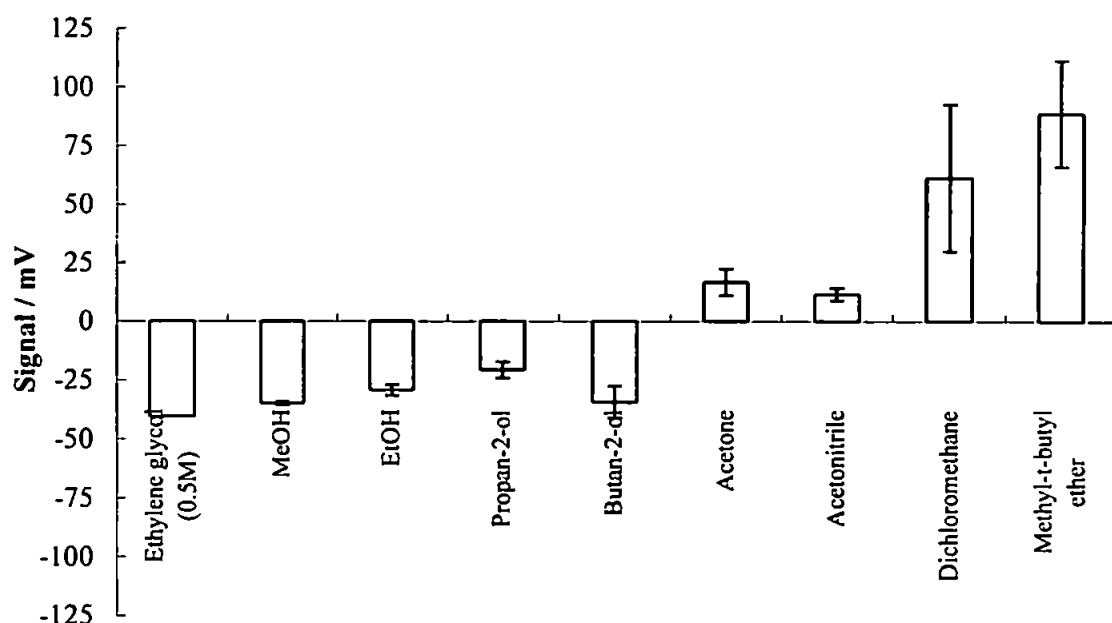 125
100
75
50
25
0
-25
-50
-75
-100
-125
Signal / mV
Ethylene glycol
(0.5M)
MeOH
EtOH
Propan-2-ol
Butan-2-ol
Acetone
Acetonitrile
Dichloromethane
Methyl-t-butyl
ether